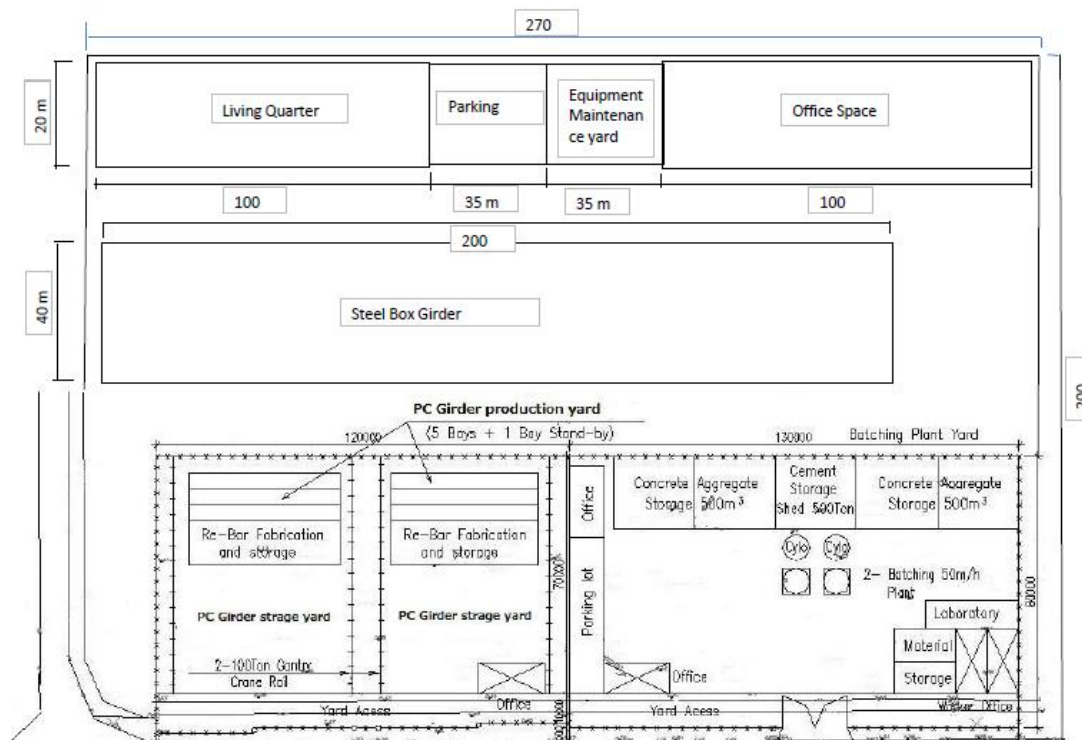 270
20 m
Living Quarter
Parking
Equipment
Maintenan
ce yard
Office Space
100
35 m
35 m
100
200
40 m
Steel Box Girder
200
PC Girder production yard
(5 Bays + 1 Bay Stand-by)
120000
130000
Batching Plant Yard
Re-Bar Fabrication
and storage
Re-Bar Fabrication
and storage
Office
Concrete Aggregate
Storage 500m³
Cement
Storage
Shed 500Ton
Concrete Aggregate
Storage 500m³
Cylo
Cylo
2- Batching 50m/h
Plant
70000
Parking lot
PC Girder strage yard
PC Girder strage yard
Laboratory
Material
Storage
2-100Ton Gantry
Crane Rail
Office
Office
Yard Acess
Yard Acess
Office